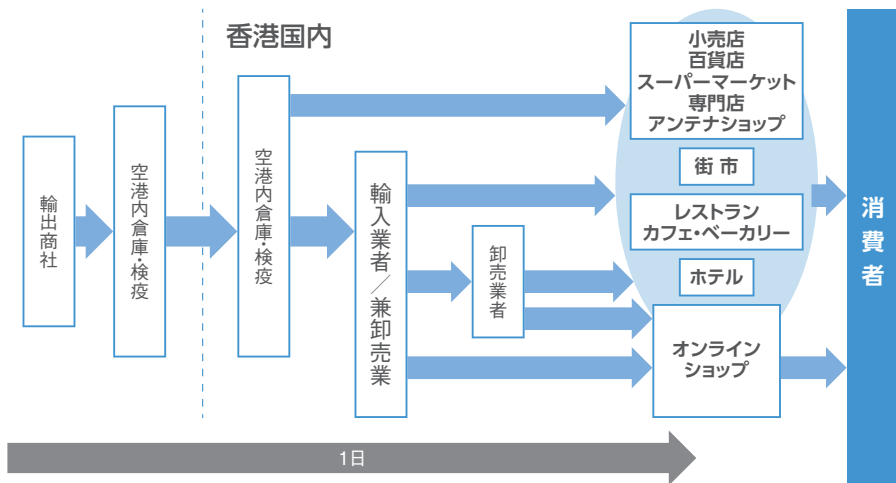 香港国内
輸出商社
空港内倉庫・検疫
空港内倉庫・検疫
輸入業者／兼卸売業
卸売業者
小売店
百貨店
スーパーマーケット
専門店
アンテナショップ
街市
レストラン
カフェ・ベーカリー
ホテル
オンライン
ショップ
消費者
1日